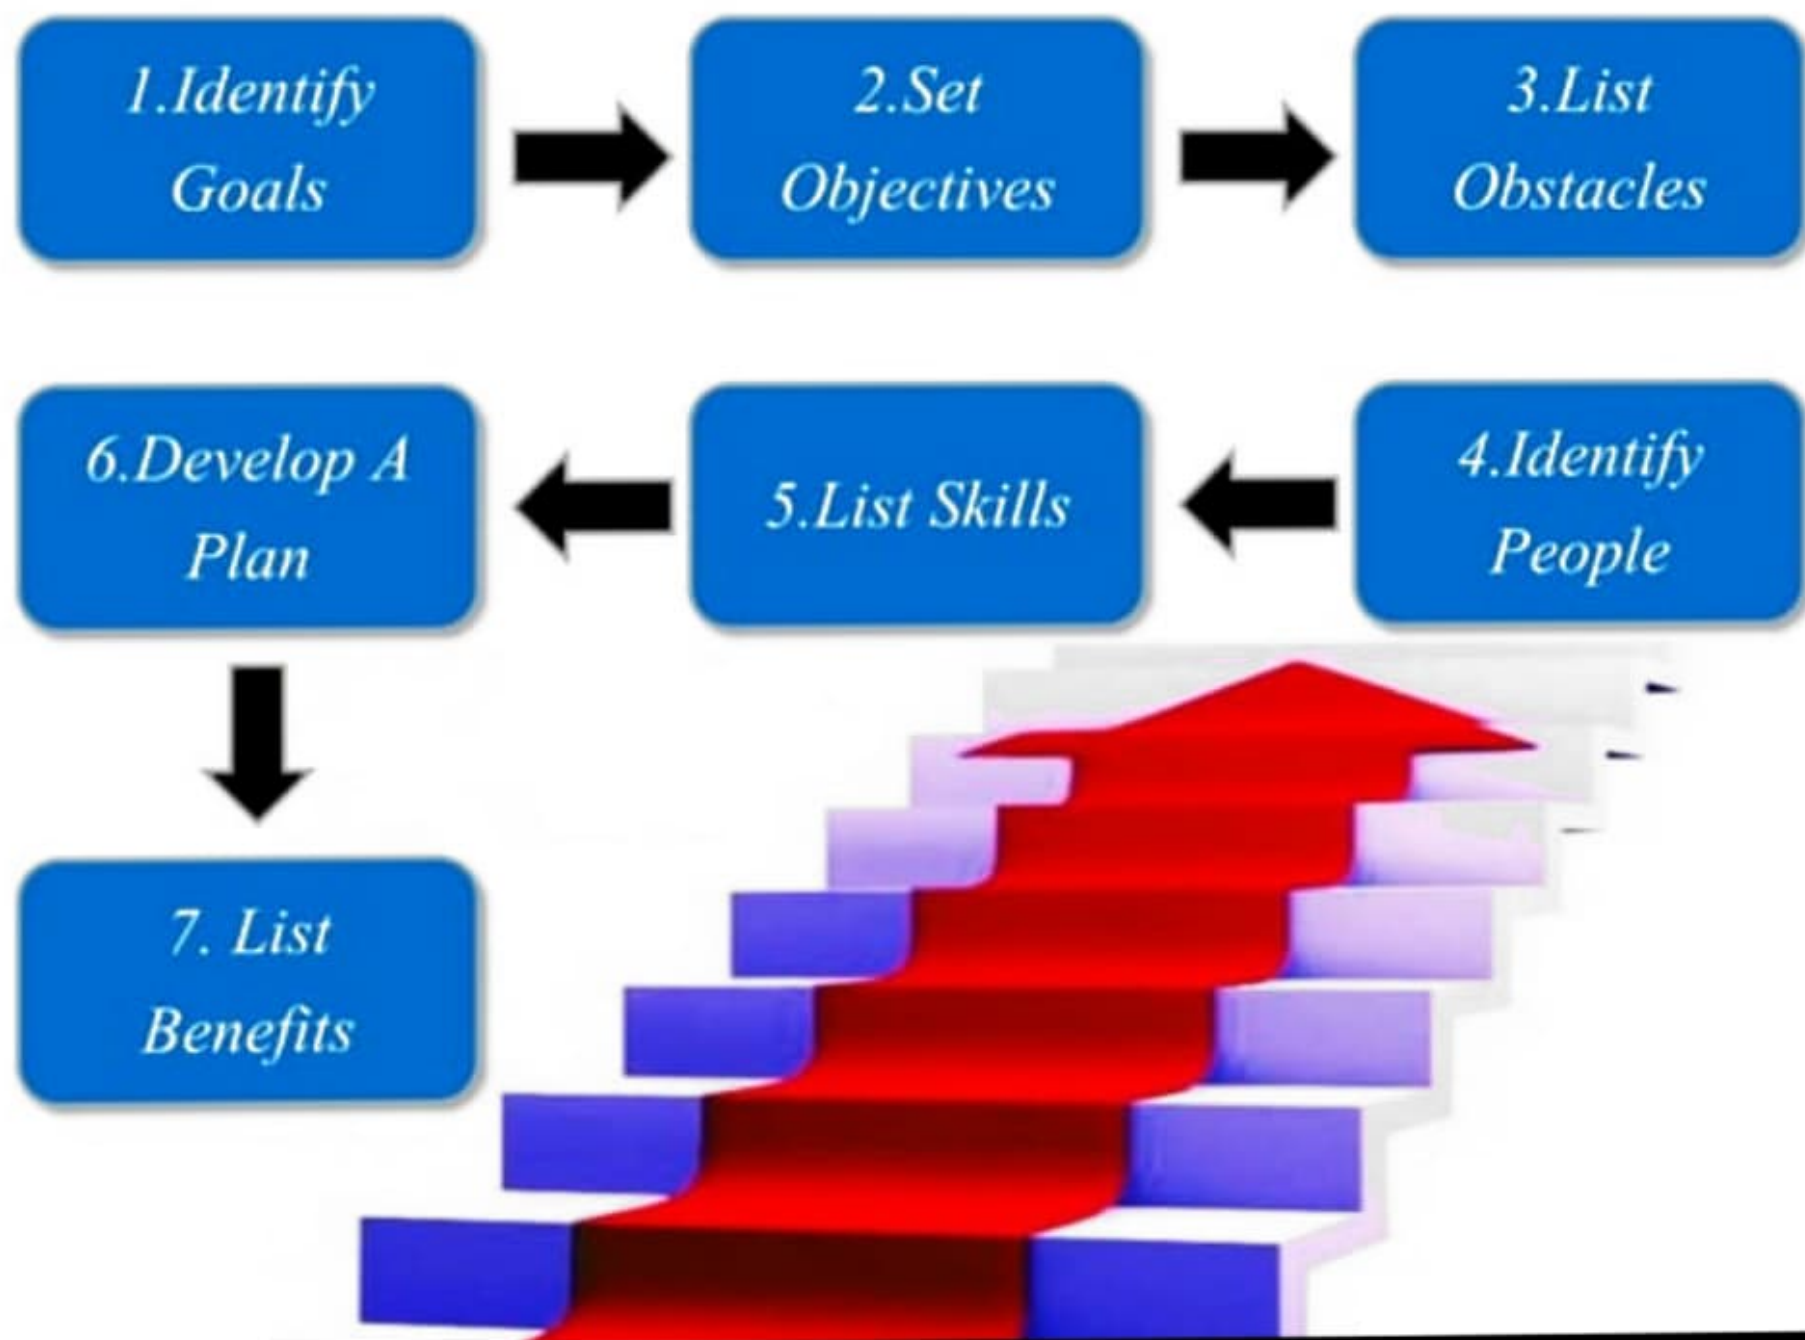 1.Identify
Goals
2.Set
Objectives
3.List
Obstacles
4.Identify
People
5.List Skills
6.Develop A
Plan
7. List
Benefits